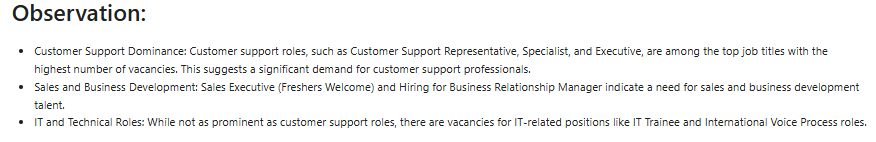 Observation:
• Customer Support Dominance: Customer support roles, such as Customer Support Representative, Specialist, and Executive, are among the top job titles with the
highest number of vacancies. This suggests a significant demand for customer support professionals.
• Sales and Business Development: Sales Executive (Freshers Welcome) and Hiring for Business Relationship Manager indicate a need for sales and business development
talent.
• IT and Technical Roles: While not as prominent as customer support roles, there are vacancies for IT-related positions like IT Trainee and International Voice Process roles.